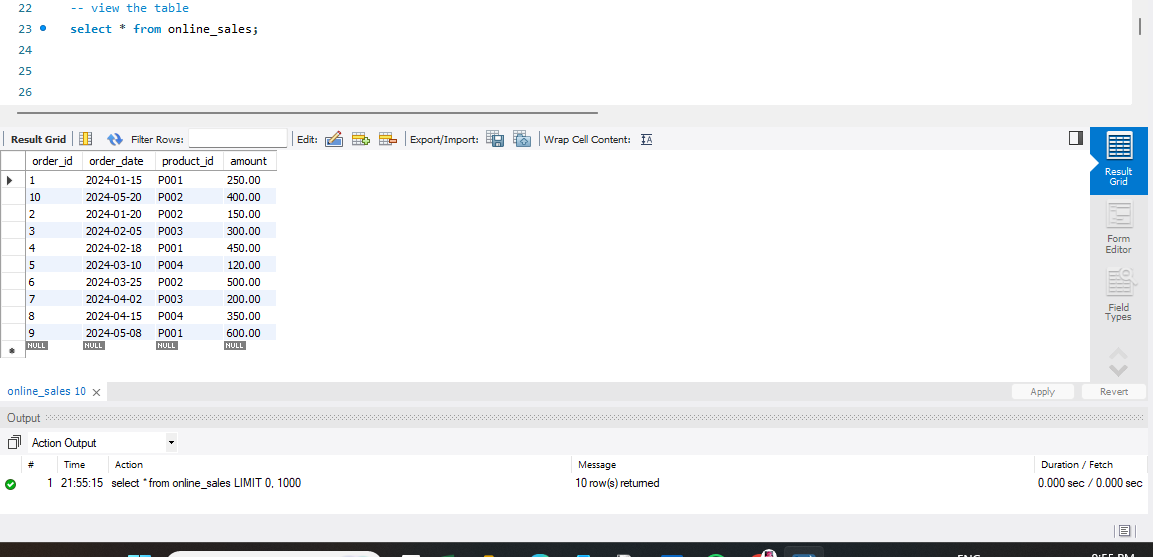 22 -- view the table
23 select * from online_sales;
24
25
26
Result Grid Filter Rows: Edit: Export/Import: Wrap Cell Content:
order_id order_date product_id amount
1 2024-01-15 P001 250.00
10 2024-05-20 P002 400.00
2 2024-01-20 P002 150.00
3 2024-02-05 P003 300.00
4 2024-02-18 P001 450.00
5 2024-03-10 P004 120.00
6 2024-03-25 P002 500.00
7 2024-04-02 P003 200.00
8 2024-04-15 P004 350.00
9 2024-05-08 P001 600.00
NULL NULL NULL NULL
Result
Grid
Form
Editor
Field
Types
online_sales 10
Apply Revert
Output
Action Output
# Time Action Message Duration / Fetch
1 21:55:15 select * from online_sales LIMIT 0, 1000 10 row(s) returned 0.000 sec / 0.000 sec